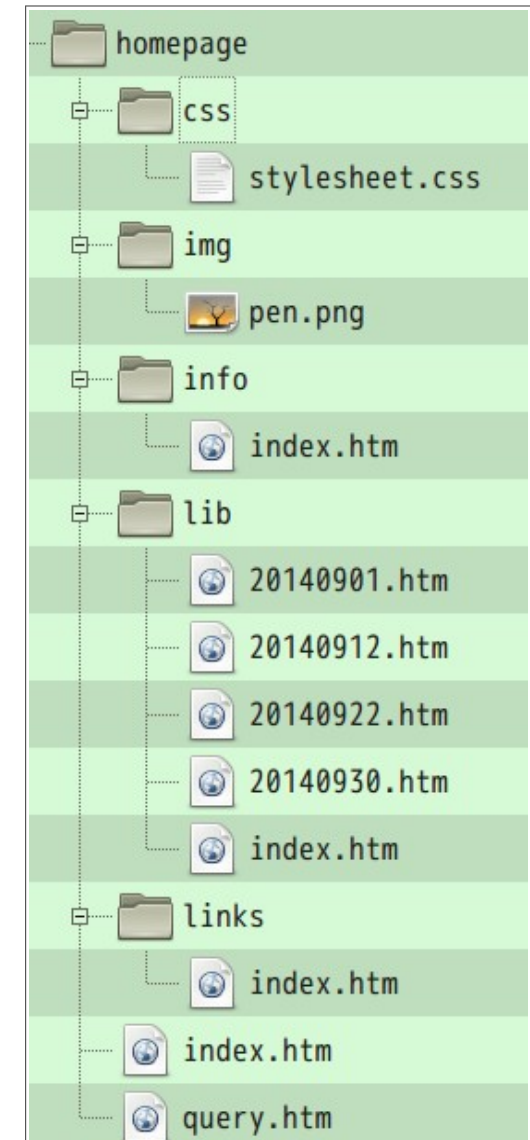 homepage
css
stylesheet.css
img
pen.png
info
index.htm
lib
20140901.htm
20140912.htm
20140922.htm
20140930.htm
index.htm
links
index.htm
index.htm
query.htm